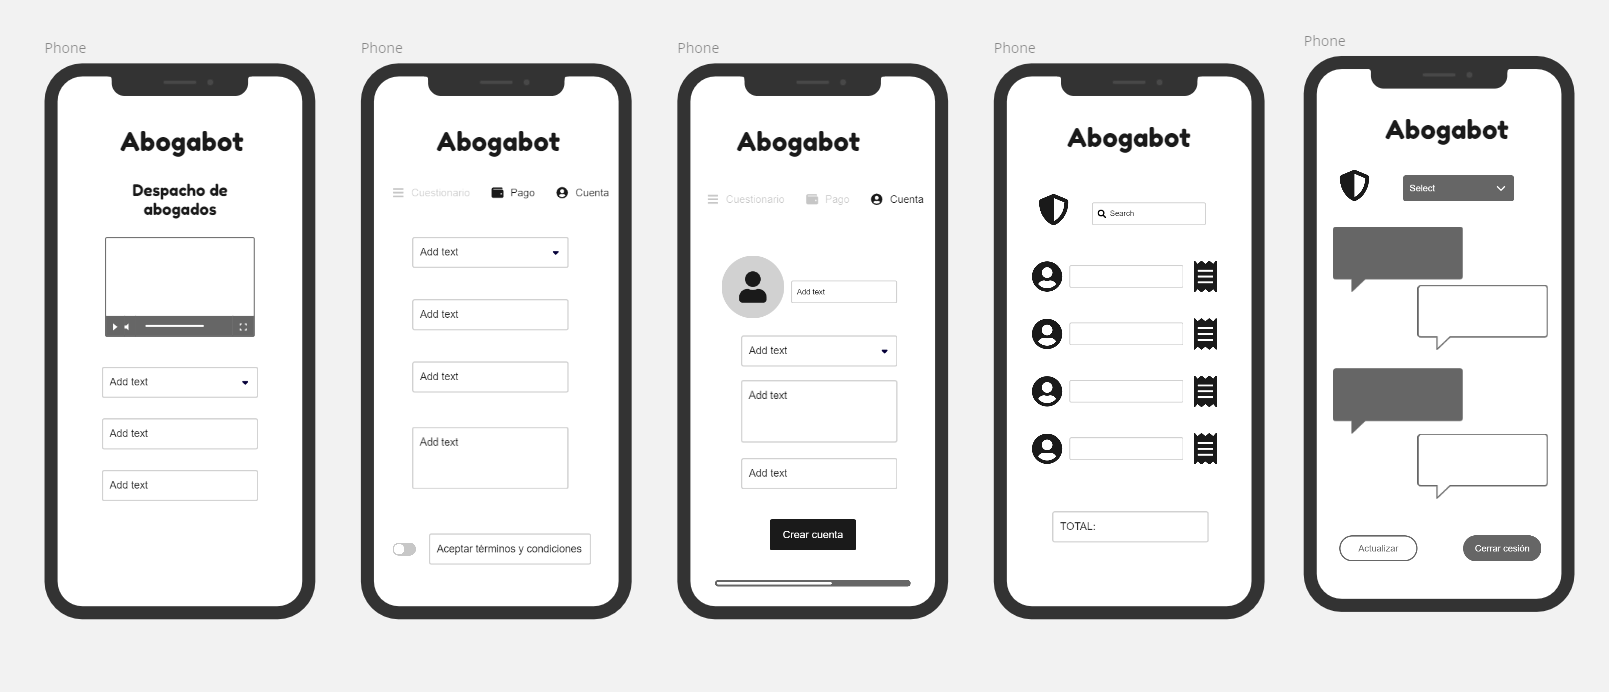 Phone
Abogabot
Despacho de
abogados
Add text
Add text
Add text
Phone
Abogabot
Cuestionario Pago Cuenta
Add text
Add text
Add text
Add text
Aceptar términos y condiciones
Phone
Abogabot
Cuestionario Pago Cuenta
Add text
Add text
Add text
Add text
Crear cuenta
Phone
Abogabot
Search
TOTAL:
Phone
Abogabot
Select
Actualizar Cerrar cesión